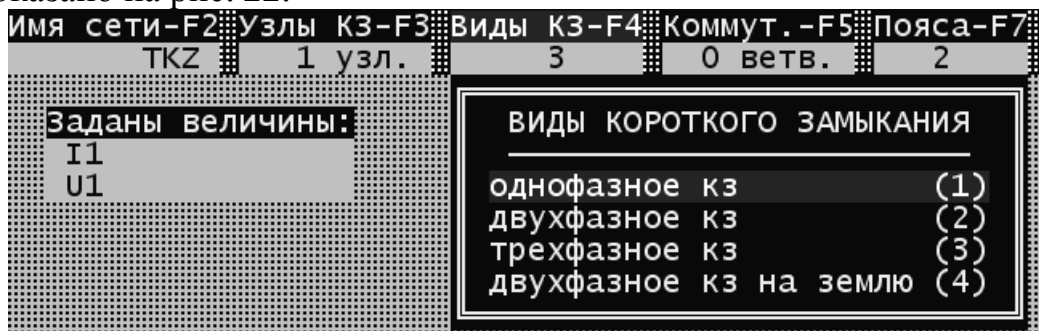 Имя сети-F2 Узлы КЗ-F3 Виды КЗ-F4 Коммут.-F5 Пояса-F7
TKZ 1 узл. 3 0 ветв. 2
Заданы величины:
I1
U1
ВИДЫ КОРОТКОГО ЗАМЫКАНИЯ
однофазное кз (1)
двухфазное кз (2)
трехфазное кз (3)
двухфазное кз на землю (4)